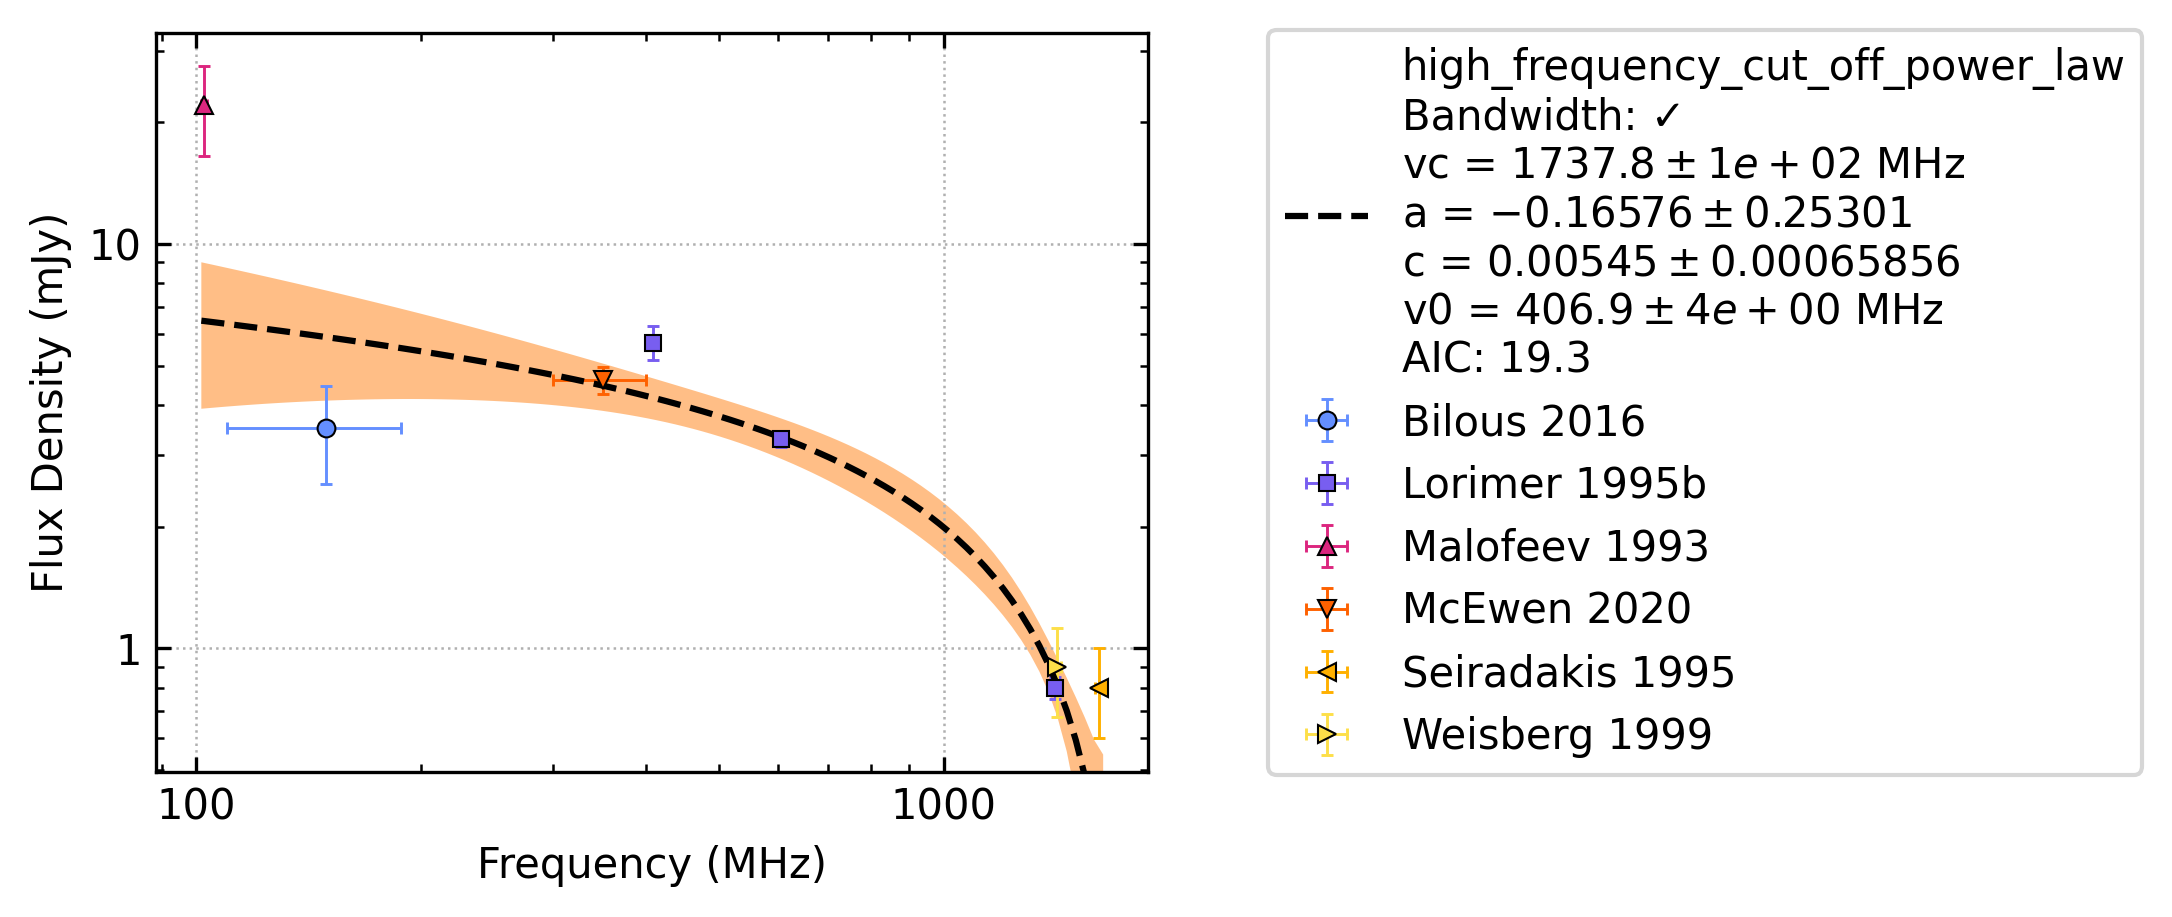 10
1
100
1000
Frequency (MHz)
Flux Density (mJy)
high_frequency_cut_off_power_law
Bandwidth: ✓
vc = 1737.8 ± 1e + 02 MHz
a = −0.16576 ± 0.25301
c = 0.00545 ± 0.00065856
v0 = 406.9 ± 4e + 00 MHz
AIC: 19.3
Bilous 2016
Lorimer 1995b
Malofeev 1993
McEwen 2020
Seiradakis 1995
Weisberg 1999